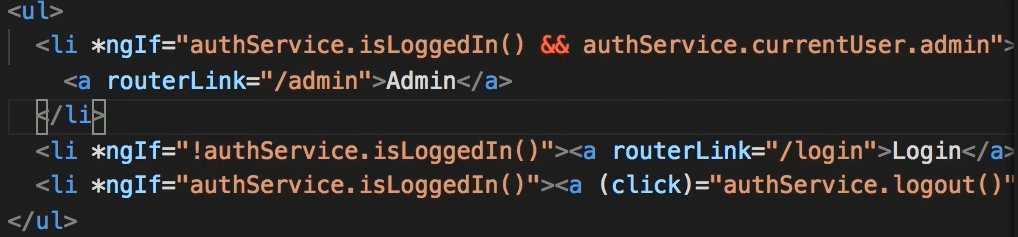 <ul>
<li *ngIf="authService.isLoggedIn() && authService.currentUser.admin">
<a routerLink="/admin">Admin</a>
</li>
<li *ngIf="!authService.isLoggedIn()"><a routerLink="/login">Login</a>
<li *ngIf="authService.isLoggedIn()"><a (click)="authService.logout()"
</ul>